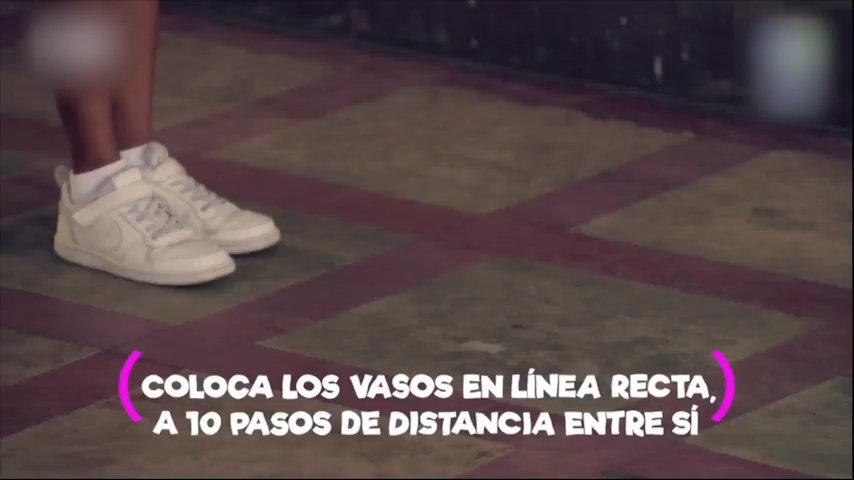 COLOCA LOS VASOS EN LÍNEA RECTA,
A 10 PASOS DE DISTANCIA ENTRE SÍ